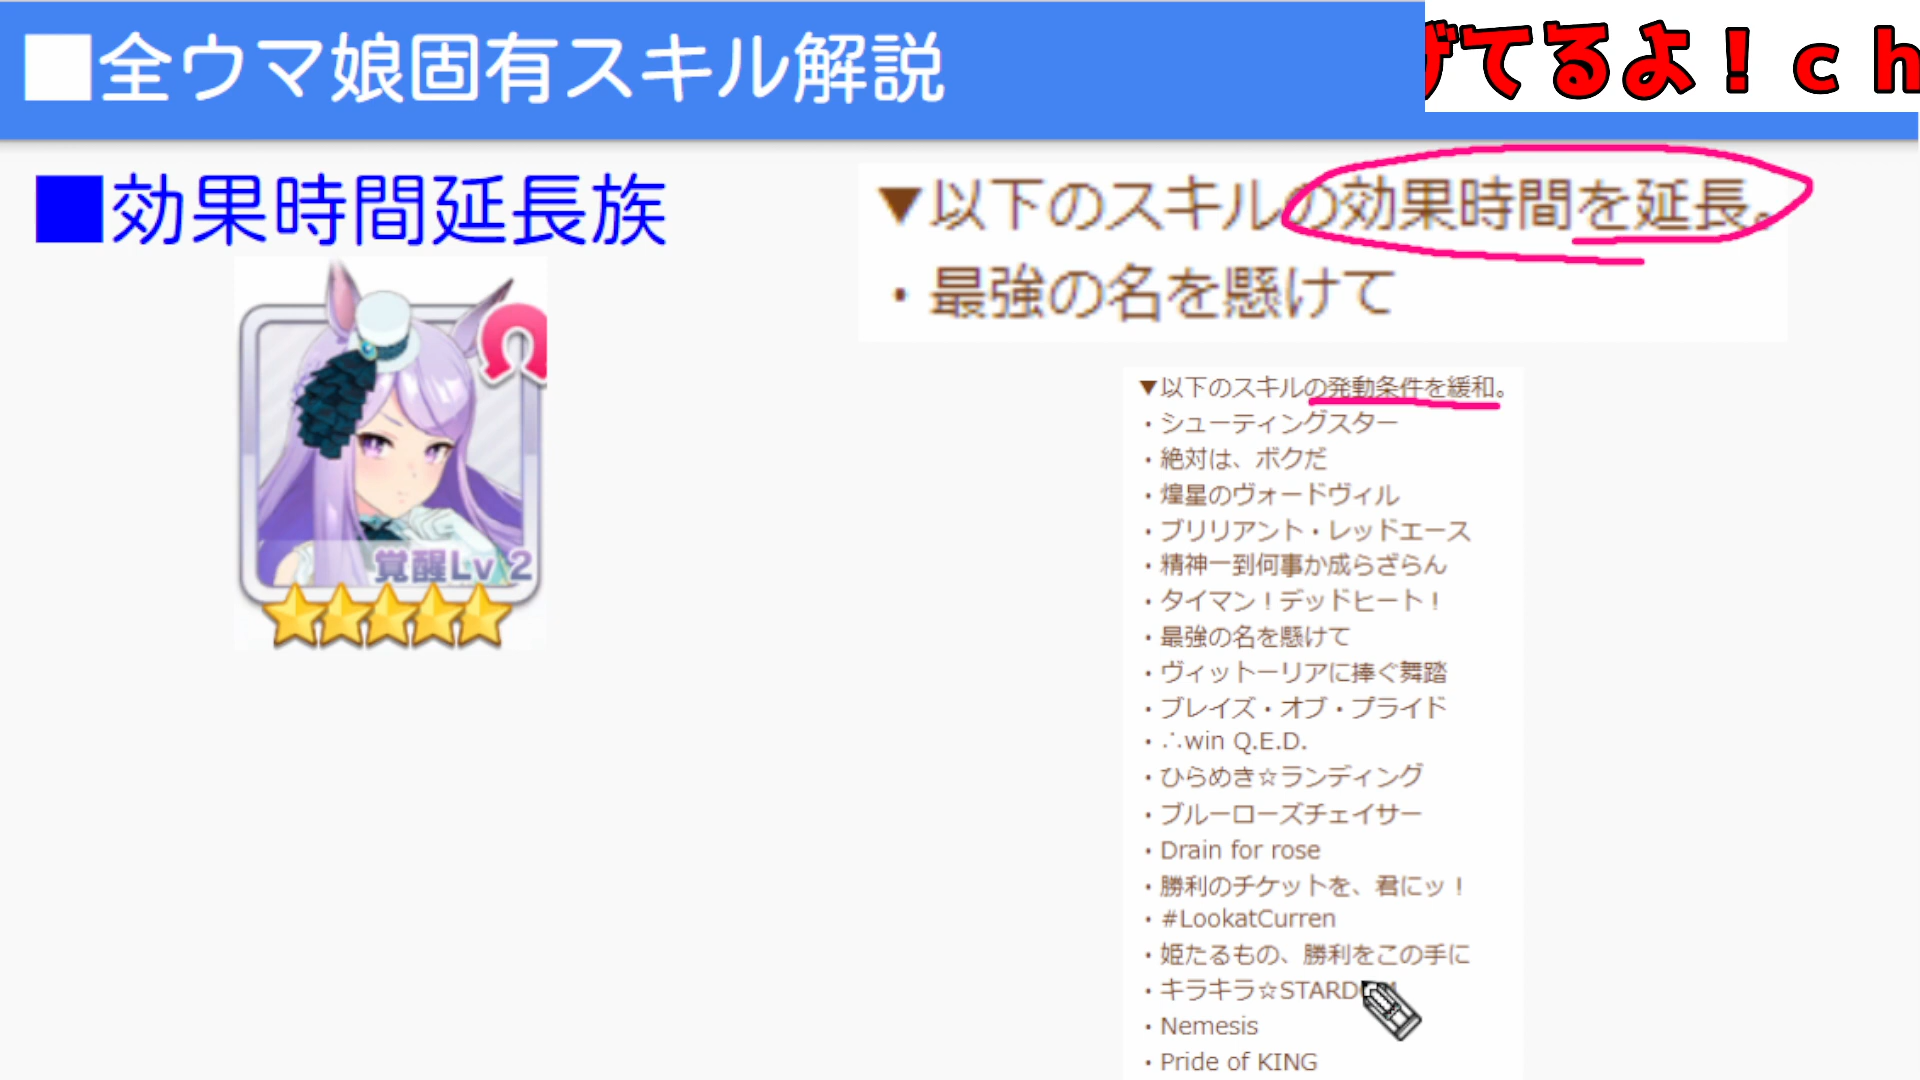 ■全ウマ娘固有スキル解説
げてるよ！ｃｈ
■効果時間延長族
覚醒Lv 2
▼以下のスキルの効果時間を延長。
・最強の名を懸けて
▼以下のスキルの発動条件を緩和。
・シューティングスター
・絶対は、ボクだ
・煌星のヴォードヴィル
・ブリリアント・レッドエース
・精神一到何事か成らざらん
・タイマン！デッドヒート！
・最強の名を懸けて
・ヴィットーリアに捧ぐ舞踏
・ブレイズ・オブ・プライド
・∴win Q.E.D.
・ひらめき☆ランディング
・ブルーローズチェイサー
・Drain for rose
・勝利のチケットを、君にッ！
・#LookatCurren
・姫たるもの、勝利をこの手に
・キラキラ☆STARD
・Nemesis
・Pride of KING